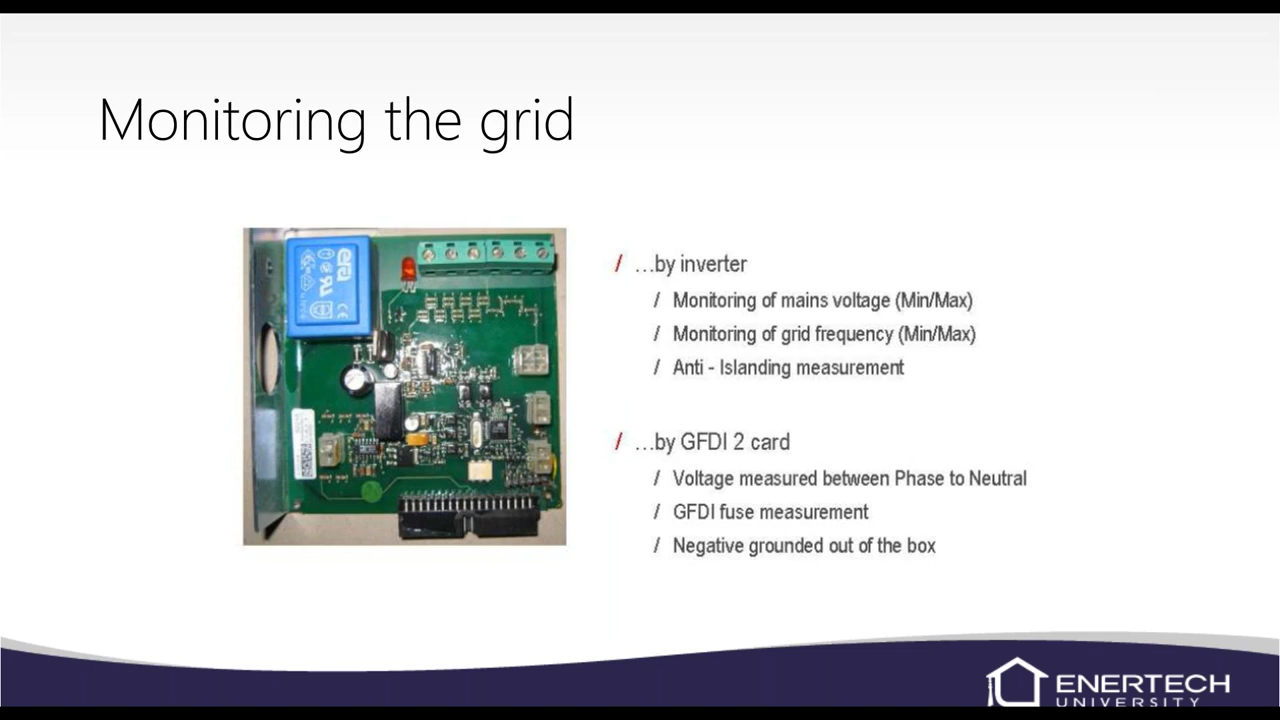 Monitoring the grid
/ ...by inverter
/ Monitoring of mains voltage (Min/Max)
/ Monitoring of grid frequency (Min/Max)
/ Anti - Islanding measurement
/ ...by GFDI 2 card
/ Voltage measured between Phase to Neutral
/ GFDI fuse measurement
/ Negative grounded out of the box
era
CE
ENERTECH
UNIVERSITY